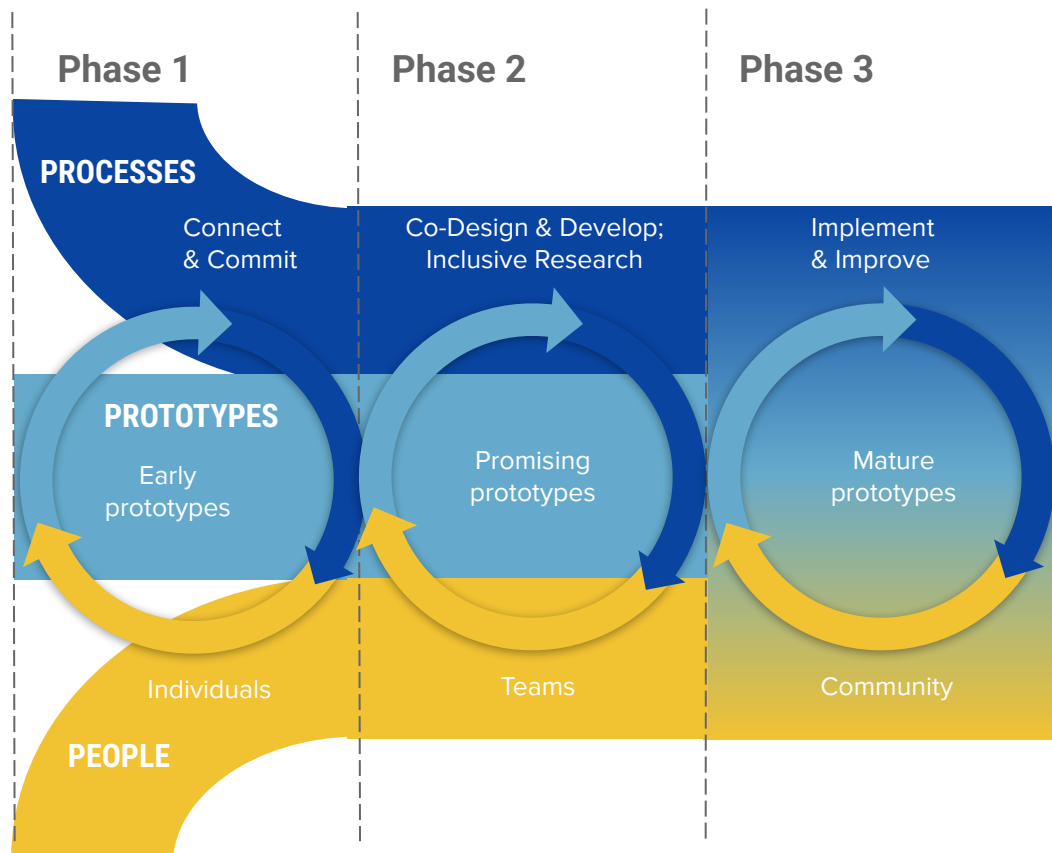 Phase 1
Phase 2
Phase 3
PROCESSES
Connect
& Commit
Co-Design & Develop;
Inclusive Research
Implement
& Improve
PROTOTYPES
Early
prototypes
Promising
prototypes
Mature
prototypes
Individuals
Teams
Community
PEOPLE